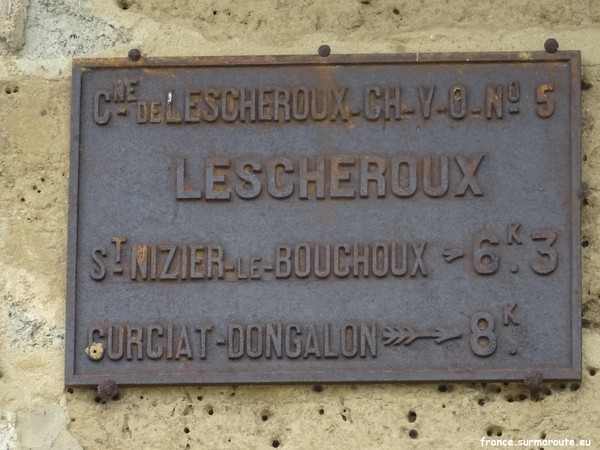 CNE DE LESCHEROUX-CH-V-O-NO 5
LESCHEROUX
ST-NIZIER-LE-BOUCHOUX 6K.3
CURCIAT-DONGALON 8K.
france.surmaroute.eu